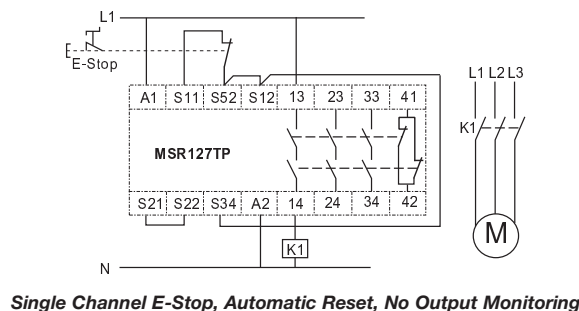 L1
E-Stop
A1 S11 S52 S12 13 23 33 41
L1 L2 L3
K1
MSR127TP
S21 S22 S34 A2 14 24 34 42
M
K1
N
Single Channel E-Stop, Automatic Reset, No Output Monitoring